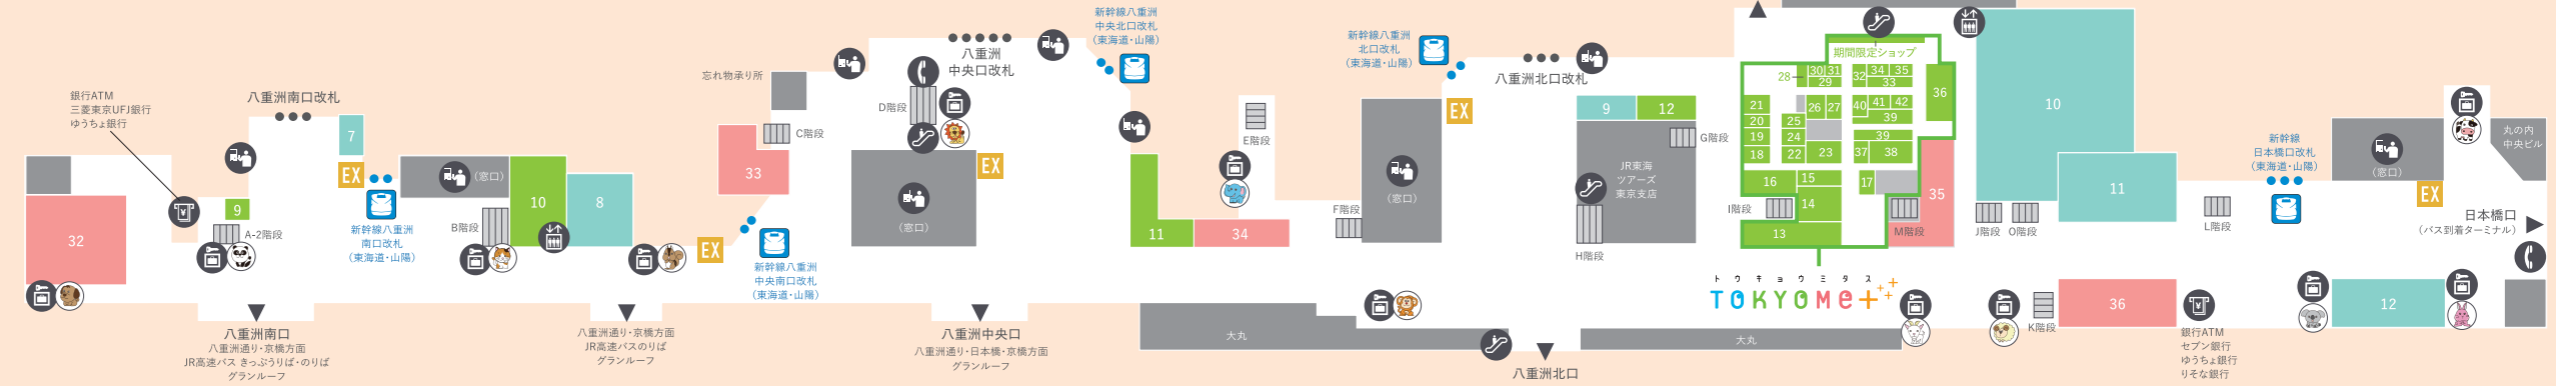 銀行ATM
三菱東京UFJ銀行
ゆうちょ銀行
八重洲南口改札
7
EX
新幹線八重洲
南口改札
（東海道・山陽）
9
A-2階段
32
八重洲南口
八重洲通り・京橋方面
JR高速バス きっぷうりば・のりば
グランルーフ
（窓口）
10
8
B階段
八重洲通り・京橋方面
JR高速バスのりば
グランルーフ
忘れ物承り所
C階段
33
EX
新幹線八重洲
中央南口改札
（東海道・山陽）
八重洲
中央口改札
D階段
EX
（窓口）
八重洲中央口
八重洲通り・日本橋・京橋方面
グランルーフ
新幹線八重洲
中央北口改札
（東海道・山陽）
E階段
11
34
大丸
新幹線八重洲
北口改札
（東海道・山陽）
EX
（窓口）
F階段
八重洲北口改札
9
12
G階段
JR東海
ツアーズ
東京支店
H階段
八重洲北口
大丸
期間限定ショップ
28
30
31
29
32
34
35
33
36
21
26
27
40
41
42
39
20
25
19
24
39
18
22
23
37
38
16
15
17
14
13
I階段
M階段
35
トウキョウミタス
TOKYOMe+
10
11
J階段
O階段
K階段
36
L階段
銀行ATM
セブン銀行
ゆうちょ銀行
りそな銀行
新幹線
日本橋口改札
（東海道・山陽）
（窓口）
EX
12
丸の内
中央ビル
日本橋口
（バス到着ターミナル）